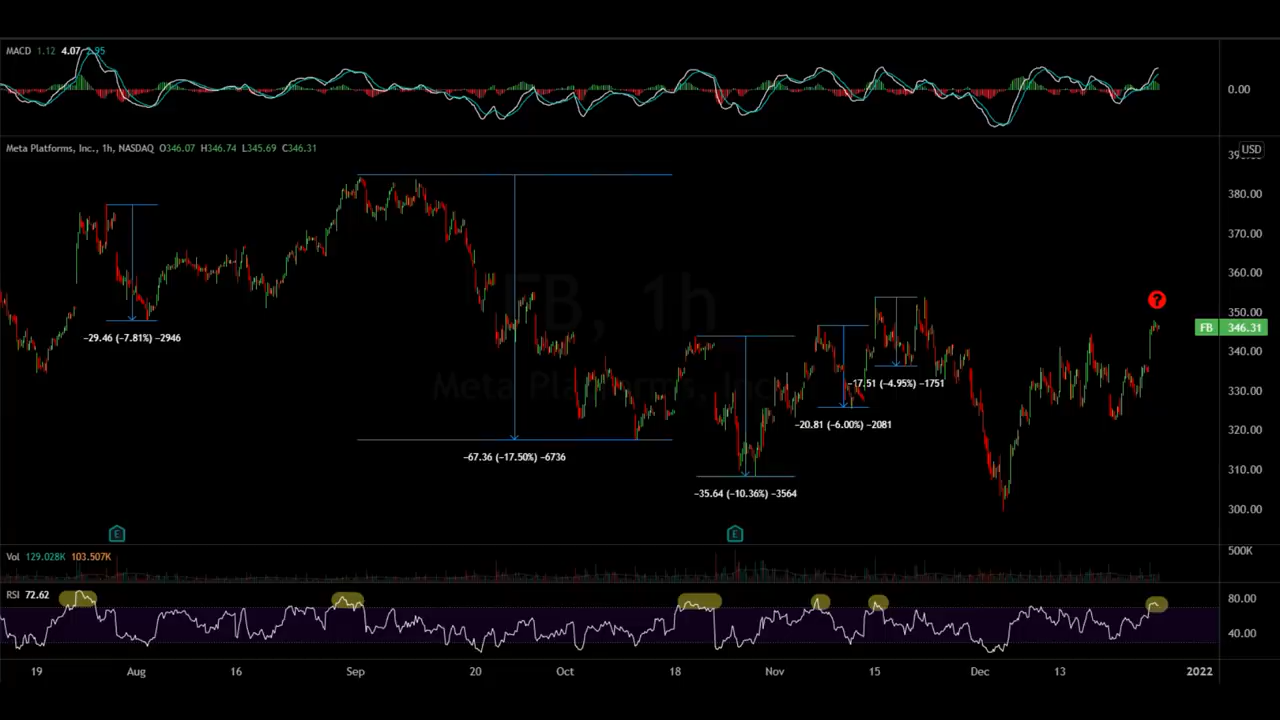 MACD 1.12 4.07 2.95
0.00
Meta Platforms, Inc., 1h, NASDAQ O346.07 H346.74 L345.69 C346.31
USD
380.00
370.00
360.00
350.00
FB 346.31
340.00
330.00
320.00
310.00
300.00
FB, 1h
Meta Platforms, Inc.
?
−29.46 (−7.81%) −2946
−67.36 (−17.50%) −6736
−35.64 (−10.36%) −3564
−20.81 (−6.00%) −2081
−17.51 (−4.95%) −1751
E
E
Vol 129.028K 103.507K
500K
RSI 72.62
80.00
40.00
19 Aug 16 Sep 20 Oct 18 Nov 15 Dec 13 2022